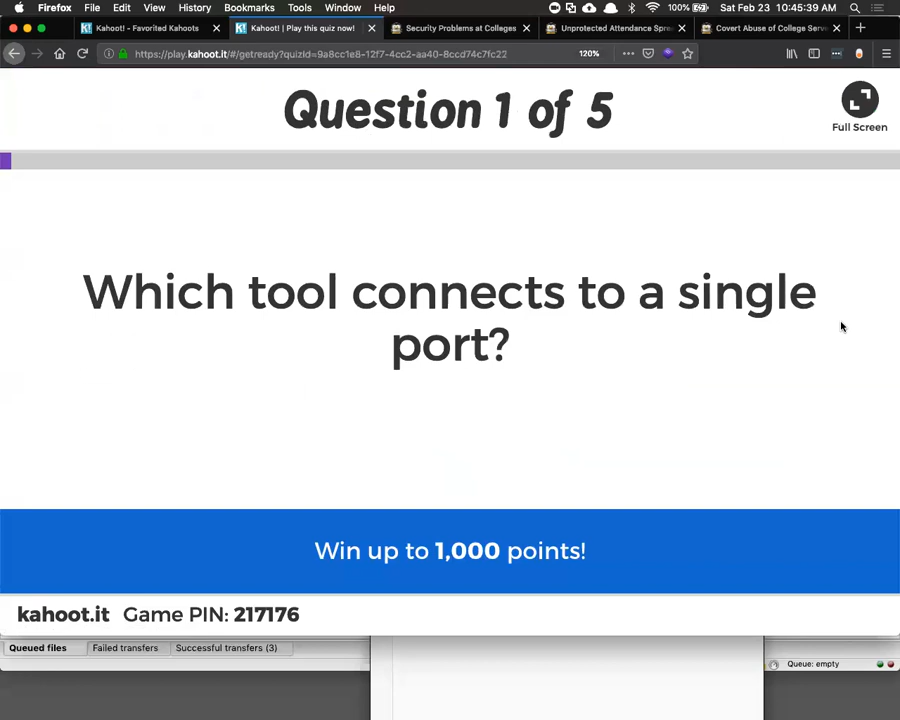 Firefox File Edit View History Bookmarks Tools Window Help 100% Sat Feb 23 10:45:39 AM
Kahoot! - Favorited Kahoots Kahoot! | Play this quiz now! Security Problems at Colleges Unprotected Attendance Spre Covert Abuse of College Serve
https://play.kahoot.it/#/getready?quizId=9a8cc1e8-12f7-4cc2-aa40-8ccd74c7fc22 120%
Question 1 of 5
Full Screen
Which tool connects to a single
port?
Win up to 1,000 points!
kahoot.it Game PIN: 217176
Queued files Failed transfers Successful transfers (3) Queue: empty